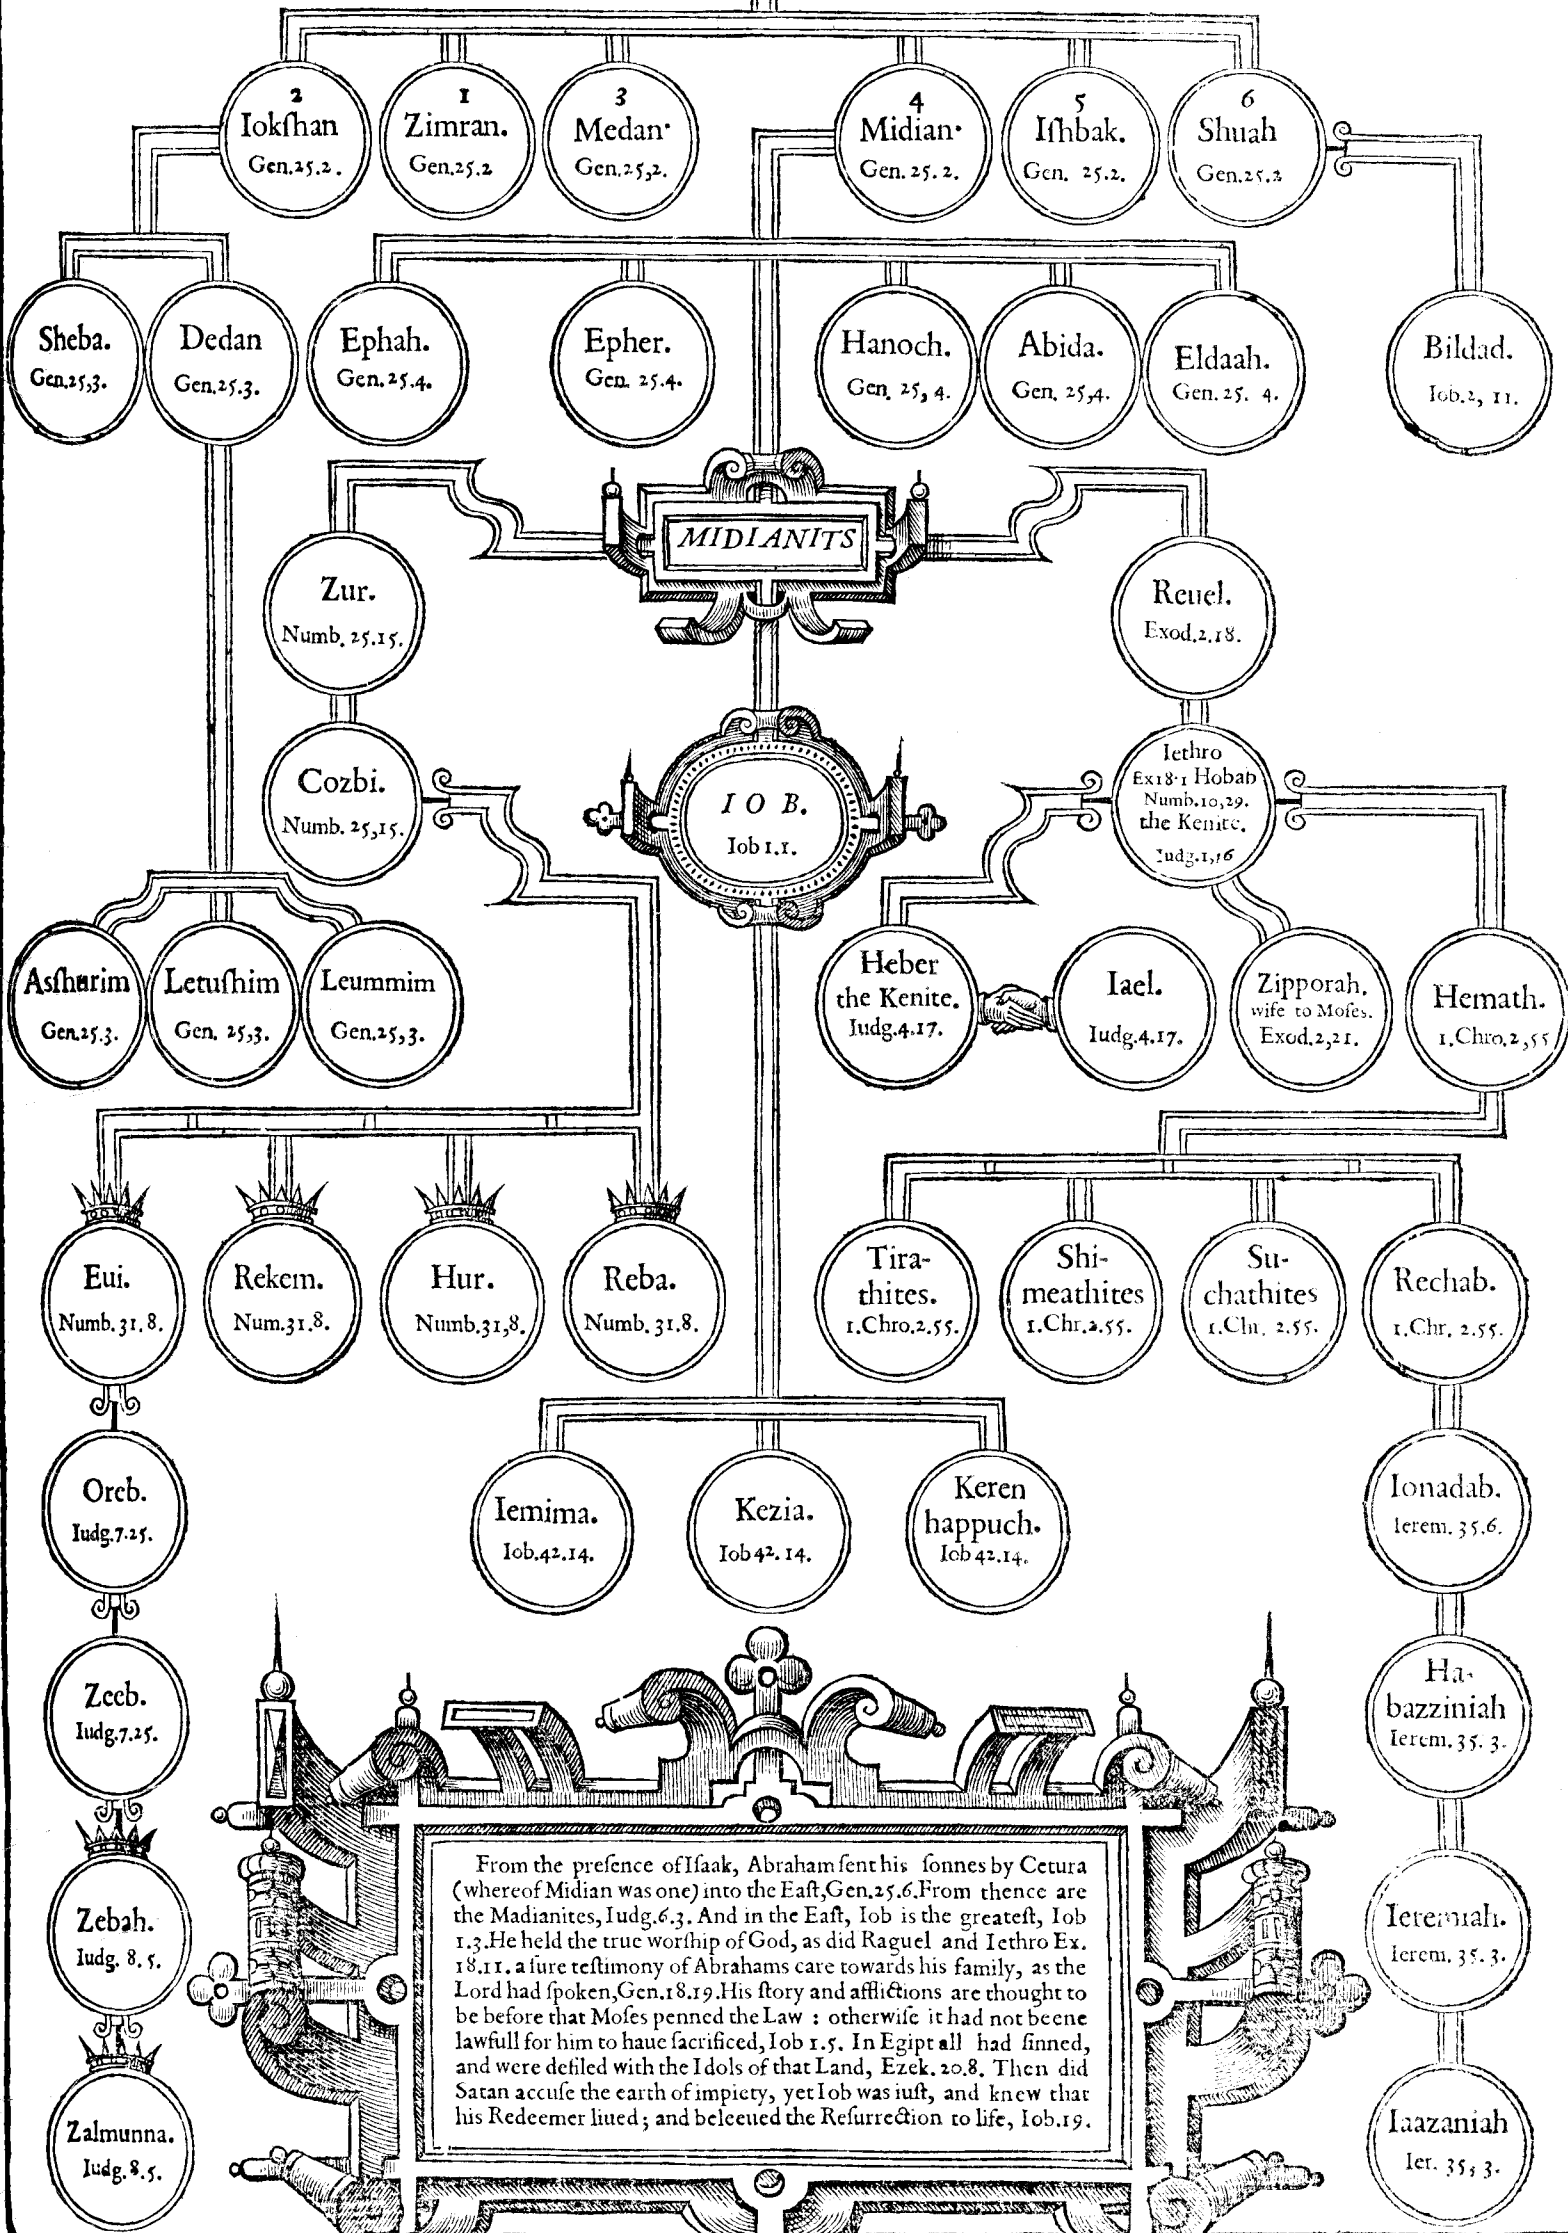 2
Iokſhan
Gen.25.2.
1
Zimran.
Gen.25.2
3
Medan·
Gen.25,2.
4
Midian·
Gen. 25. 2.
5
Iſhbak.
Gen. 25.2.
6
Shuah
Gen.25.2
Sheba.
Gen.25,3.
Dedan
Gen.25.3.
Ephah.
Gen.25.4.
Epher.
Gen. 25.4.
Hanoch.
Gen. 25, 4.
Abida.
Gen. 25,4.
Eldaah.
Gen. 25. 4.
Bildad.
Iob.2, 11.
MIDIANITS
Zur.
Numb. 25.15.
Reuel.
Exod.2.18.
Cozbi.
Numb. 25,15.
I O B.
Iob 1.1.
Iethro
Ex18·1 Hobab
Numb.10,29.
the Kenite.
Iudg.1,16
Aſſhurim
Gen.25.3.
Letuſhim
Gen. 25,3.
Leummim
Gen.25,3.
Heber
the Kenite.
Iudg.4.17.
Iael.
Iudg.4.17.
Zipporah,
wife to Moſes.
Exod.2,21.
Hemath.
1.Chro.2,55
Eui.
Numb.31.8.
Rekem.
Num.31.8.
Hur.
Numb.31,8.
Reba.
Numb. 31.8.
Tira-
thites.
1.Chro.2.55.
Shi-
meathites
1.Chr.2.55.
Su-
chathites
1.Chr. 2.55.
Rechab.
1.Chr. 2.55.
Oreb.
Iudg.7.25.
Iemima.
Iob.42.14.
Kezia.
Iob 42. 14.
Keren
happuch.
Iob 42.14.
Ionadab.
Ierem. 35.6.
Zeeb.
Iudg.7.25.
Ha-
bazziniah
Ierem. 35. 3.
Zebah.
Iudg. 8. 5.
Ieremiah.
Ierem. 35. 3.
Zalmunna.
Iudg. 8. 5.
Iaazaniah
Ier. 35, 3.
From the preſence of Iſaak, Abraham ſent his ſonnes by Cetura
(whereof Midian was one) into the Eaſt,Gen.25.6.From thence are
the Madianites, Iudg.6.3. And in the Eaſt, Iob is the greateſt, Iob
1.3.He held the true worſhip of God, as did Raguel and Iethro Ex.
18.11. a ſure teſtimony of Abrahams care towards his family, as the
Lord had ſpoken,Gen.18.19.His ſtory and afflictions are thought to
be before that Moſes penned the Law : otherwiſe it had not beene
lawfull for him to haue ſacrificed, Iob 1.5. In Egipt all had ſinned,
and were defiled with the Idols of that Land, Ezek. 20.8. Then did
Satan accuſe the earth of impiety, yet Iob was iuſt, and knew that
his Redeemer liued ; and beleeued the Reſurrection to life, Iob.19.